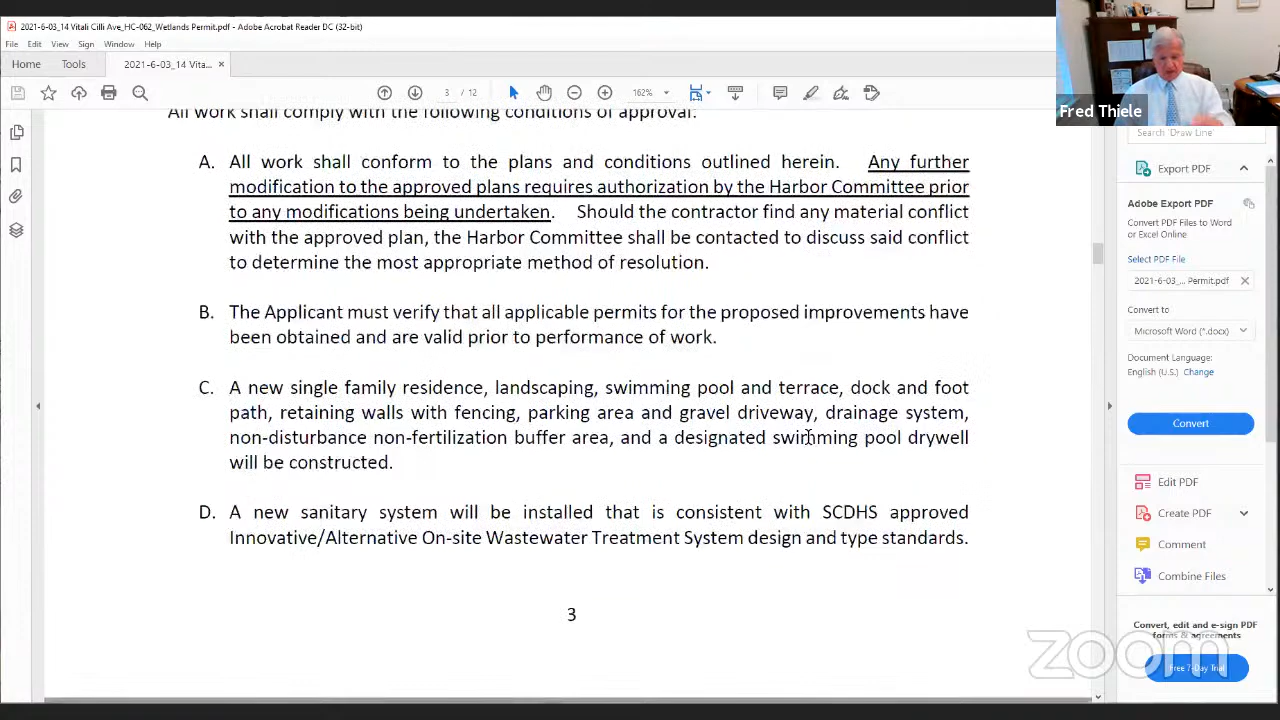 2021-6-03_14 Vitali Cilli Ave_HC-062_Wetlands Permit.pdf - Adobe Acrobat Reader DC (32-bit)
File Edit View Sign Window Help
Home Tools 2021-6-03_14 Vita... ×
3 / 12 162%
Fred Thiele
All work shall comply with the following conditions of approval:
A. All work shall conform to the plans and conditions outlined herein. Any further
modification to the approved plans requires authorization by the Harbor Committee prior
to any modifications being undertaken. Should the contractor find any material conflict
with the approved plan, the Harbor Committee shall be contacted to discuss said conflict
to determine the most appropriate method of resolution.
B. The Applicant must verify that all applicable permits for the proposed improvements have
been obtained and are valid prior to performance of work.
C. A new single family residence, landscaping, swimming pool and terrace, dock and foot
path, retaining walls with fencing, parking area and gravel driveway, drainage system,
non-disturbance non-fertilization buffer area, and a designated swimming pool drywell
will be constructed.
D. A new sanitary system will be installed that is consistent with SCDHS approved
Innovative/Alternative On-site Wastewater Treatment System design and type standards.
3
Search 'Draw Line'
Export PDF
Adobe Export PDF
Convert PDF Files to Word
or Excel Online
Select PDF File
2021-6-03_... Permit.pdf ×
Convert to
Microsoft Word (*.docx)
Document Language:
English (U.S.) Change
Convert
Edit PDF
Create PDF
Comment
Combine Files
Convert, edit and e-sign PDF
forms & agreements
Free 7-Day Trial
zoom